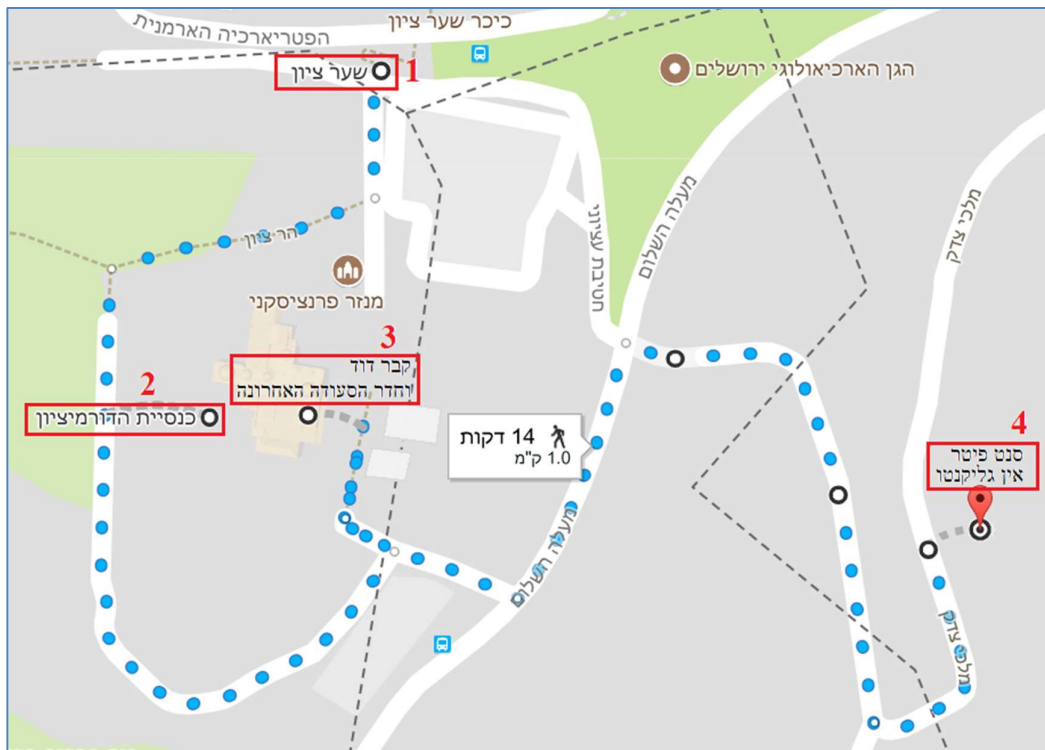 כיכר שער ציון
הפטריארכיה הארמנית
שער ציון
1
הגן הארכיאולוגי ירושלים
מעלה השלום
חטיבת עציוני
מלכי צדק
הר ציון
מנזר פרנציסקני
3
קבר דוד
וחדר הסעודה האחרונה
2
כנסיית הדורמיציון
14 דקות
1.0 ק"מ
4
סנט פיטר
אין גליקנטו
מעלה השלום
מלכי צדק